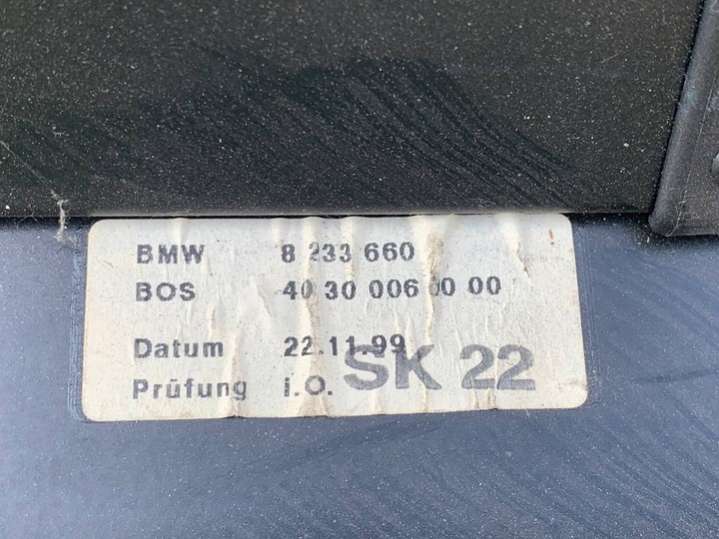 BMW 8 233 660
BOS 40 30 006 00 00
Datum 22.11.99
Prüfung i.O. SK 22